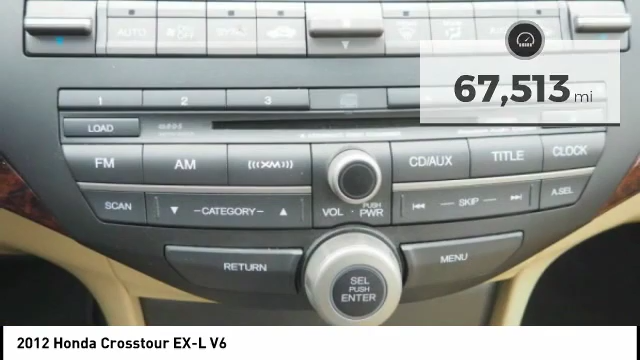 AUTO
SYNC
67,513 mi
1 2 3
LOAD
FM AM ((XM)) CD/AUX TITLE CLOCK
SCAN ▼ -CATEGORY- ▲ VOL PUSH PWR |◄◄ - SKIP - ►►| A.SEL
RETURN SEL PUSH ENTER MENU
2012 Honda Crosstour EX-L V6